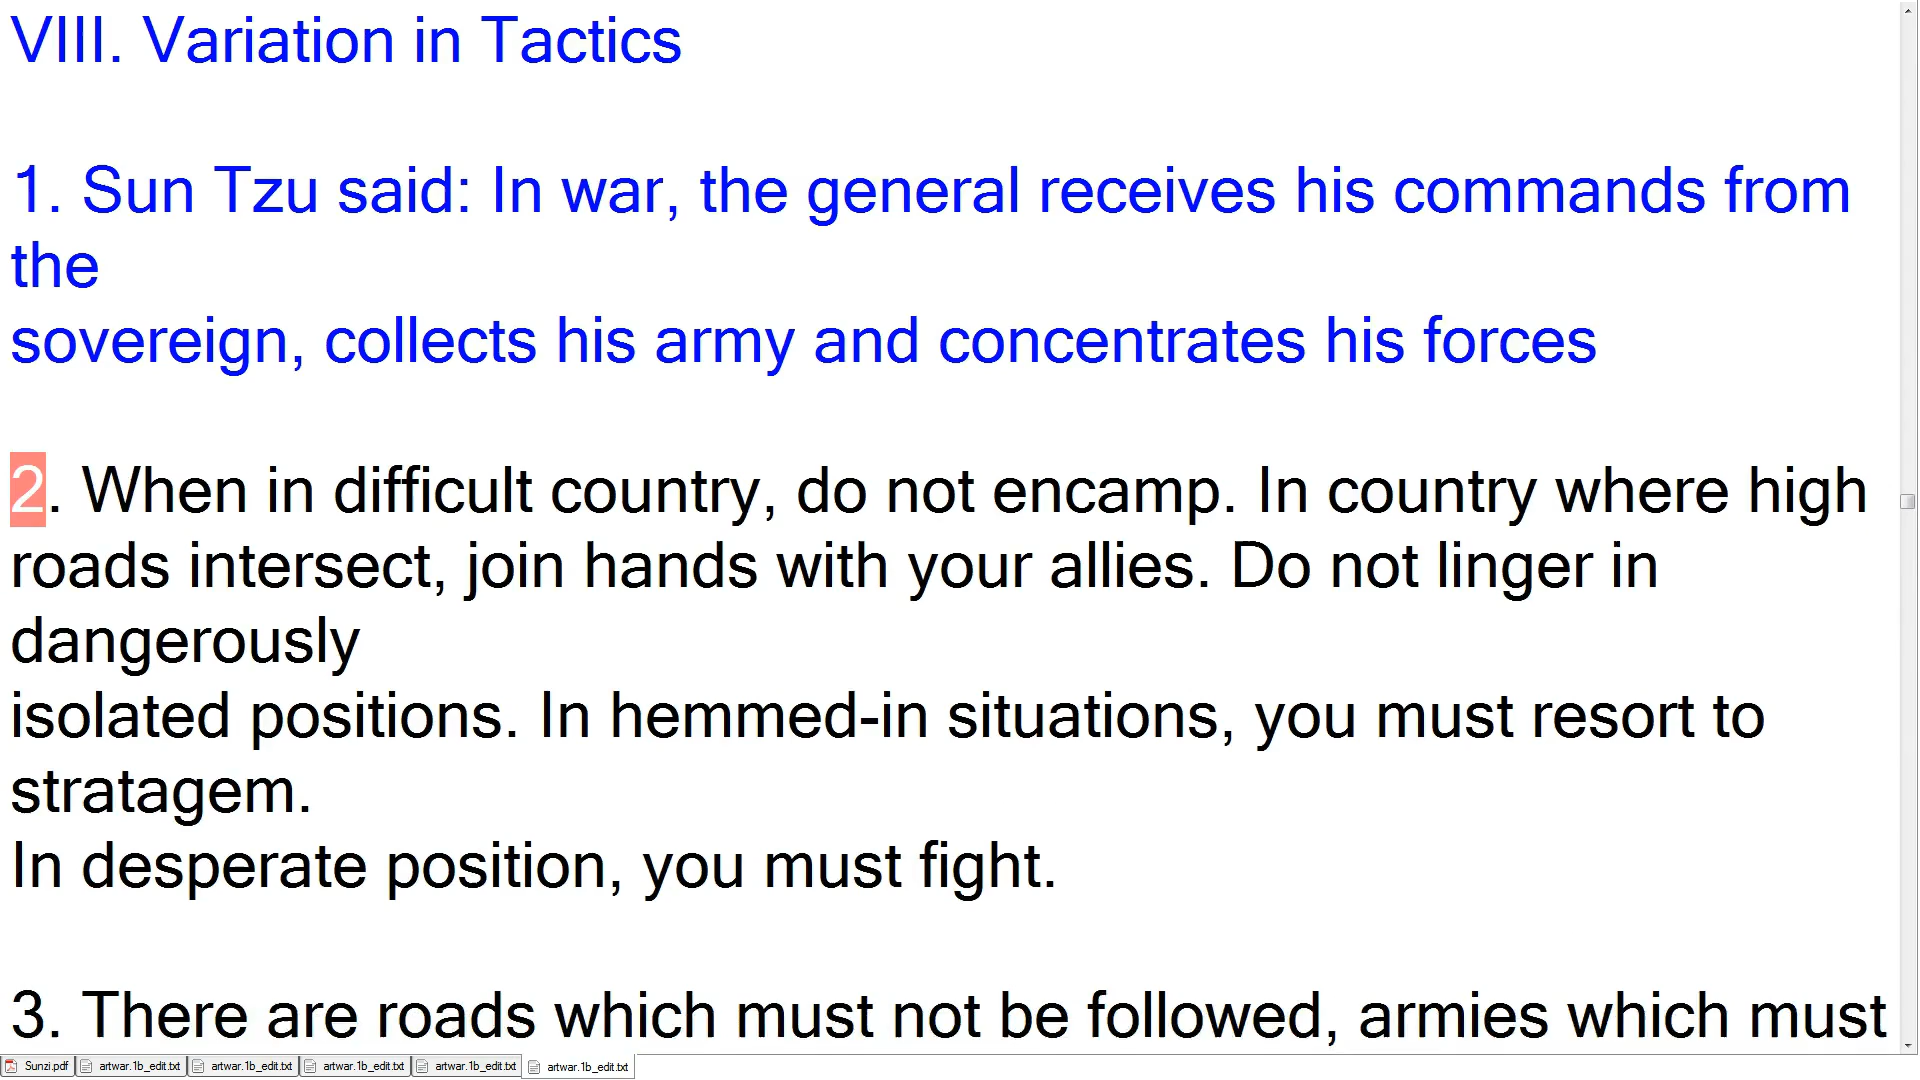 VIII. Variation in Tactics
1. Sun Tzu said: In war, the general receives his commands from
the
sovereign, collects his army and concentrates his forces
2. When in difficult country, do not encamp. In country where high
roads intersect, join hands with your allies. Do not linger in
dangerously
isolated positions. In hemmed-in situations, you must resort to
stratagem.
In desperate position, you must fight.
3. There are roads which must not be followed, armies which must
Sunzi.pdf artwar.1b_edit.txt artwar.1b_edit.txt artwar.1b_edit.txt artwar.1b_edit.txt artwar.1b_edit.txt